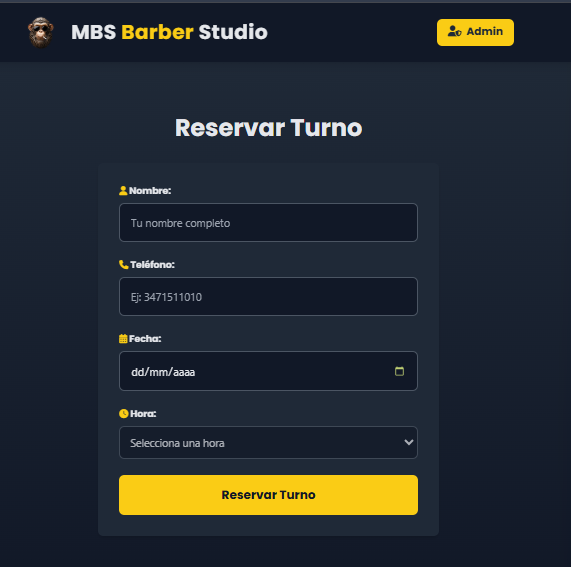 MBS Barber Studio
Admin
Reservar Turno
Nombre:
Tu nombre completo
Teléfono:
Ej: 3471511010
Fecha:
dd/mm/aaaa
Hora:
Selecciona una hora
Reservar Turno